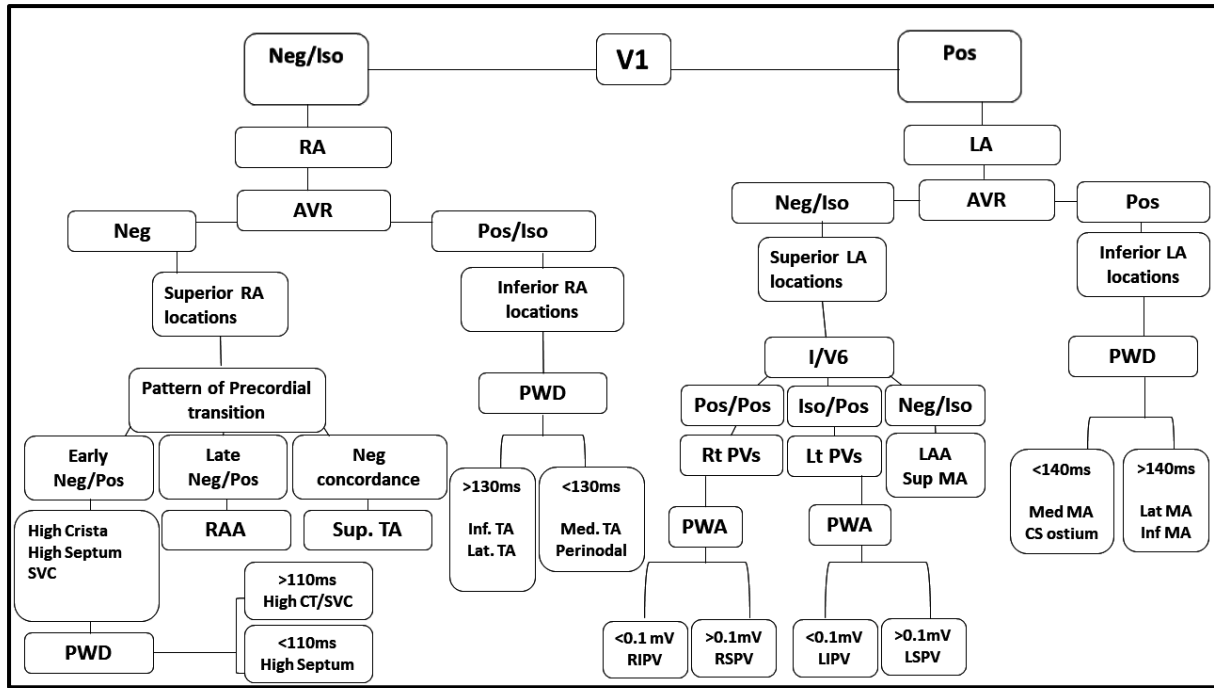 V1
Neg/Iso
RA
AVR
Neg
Superior RA
locations
Pattern of Precordial
transition
Early
Neg/Pos
High Crista
High Septum
SVC
PWD
>110ms
High CT/SVC
<110ms
High Septum
Late
Neg/Pos
RAA
Neg
concordance
Sup. TA
Pos/Iso
Inferior RA
locations
PWD
>130ms
Inf. TA
Lat. TA
<130ms
Med. TA
Perinodal
Pos
LA
AVR
Neg/Iso
Superior LA
locations
I/V6
Pos/Pos
Rt PVs
PWA
<0.1 mV
RIPV
>0.1mV
RSPV
Iso/Pos
Lt PVs
PWA
<0.1mV
LIPV
>0.1mV
LSPV
Neg/Iso
LAA
Sup MA
Pos
Inferior LA
locations
PWD
<140ms
Med MA
CS ostium
>140ms
Lat MA
Inf MA